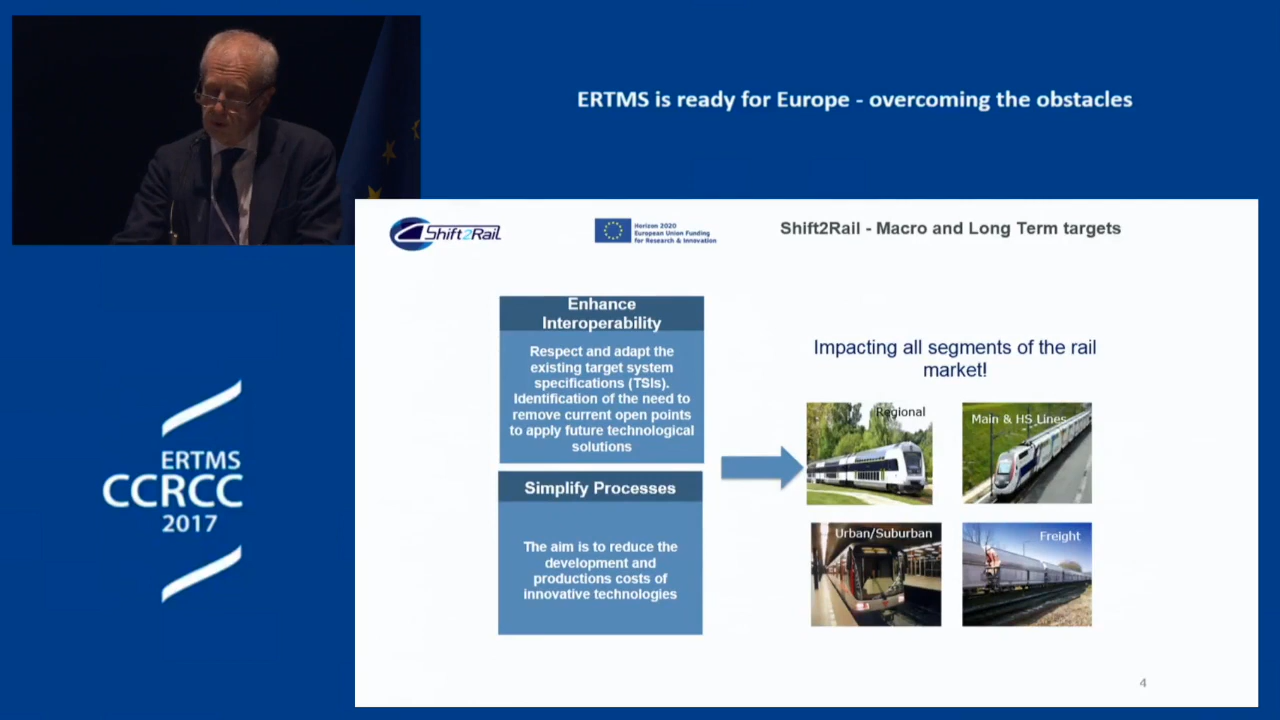 ERTMS is ready for Europe - overcoming the obstacles
Shift2Rail
Horizon 2020
European Union Funding
for Research & Innovation
Shift2Rail - Macro and Long Term targets
Enhance
Interoperability
Respect and adapt the
existing target system
specifications (TSIs).
Identification of the need to
remove current open points
to apply future technological
solutions
Simplify Processes
The aim is to reduce the
development and
productions costs of
innovative technologies
Impacting all segments of the rail
market!
Regional
Main & HS Lines
Urban/Suburban
Freight
ERTMS
CCRCC
2017
4